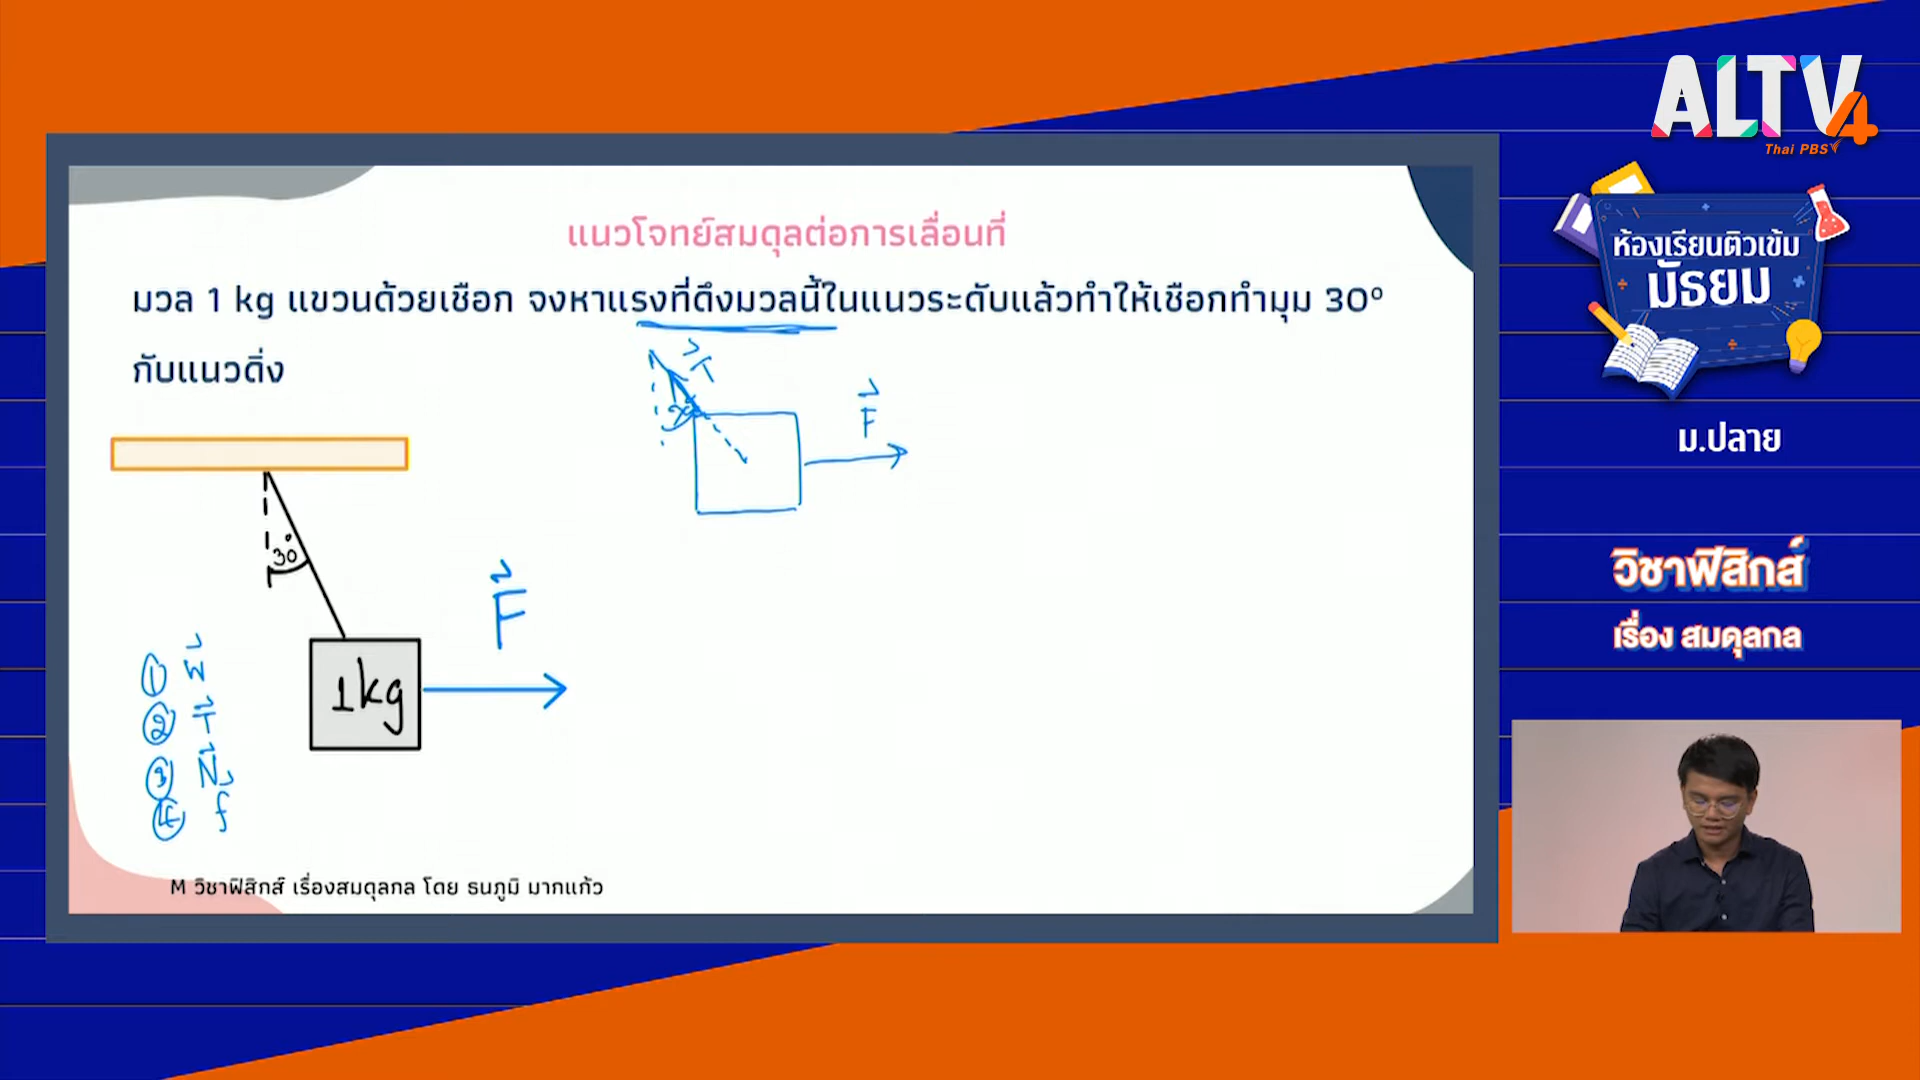 ALTV4
Thai PBS
ห้องเรียนติวเข้ม
มัธยม
ม.ปลาย
วิชาฟิสิกส์
เรื่อง สมดุลกล
แนวโจทย์สมดุลต่อการเลื่อนที่
มวล 1 kg แขวนด้วยเชือก จงหาแรงที่ดึงมวลนี้ในแนวระดับแล้วทำให้เชือกทำมุม 30º
กับแนวดิ่ง
T
F
30°
F
1kg
① W
② T
③ N
④ f
M วิชาฟิสิกส์ เรื่องสมดุลกล โดย ธนภูมิ มากแก้ว